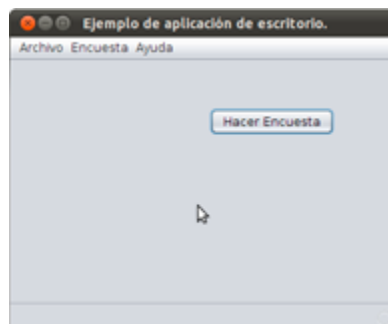 Ejemplo de aplicación de escritorio.
Archivo Encuesta Ayuda
Hacer Encuesta